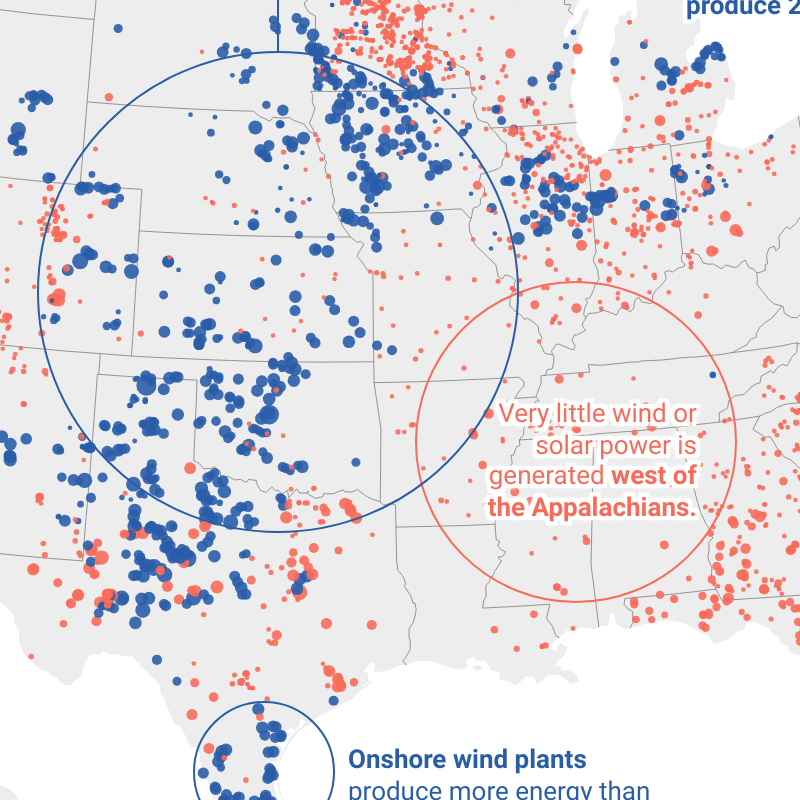 produce 2
Very little wind or
solar power is
generated west of
the Appalachians.
Onshore wind plants
produce more energy than